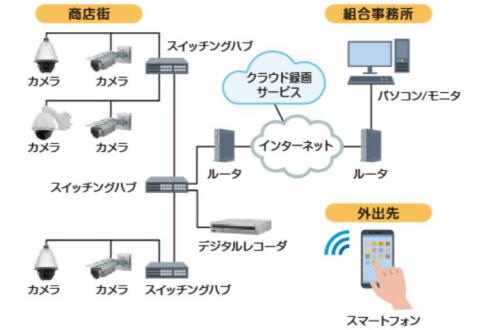 商店街
組合事務所
スイッチングハブ
カメラ
カメラ
クラウド録画
サービス
パソコン/モニタ
カメラ
カメラ
ルータ
インターネット
ルータ
スイッチングハブ
外出先
デジタルレコーダ
カメラ
カメラ
スイッチングハブ
スマートフォン